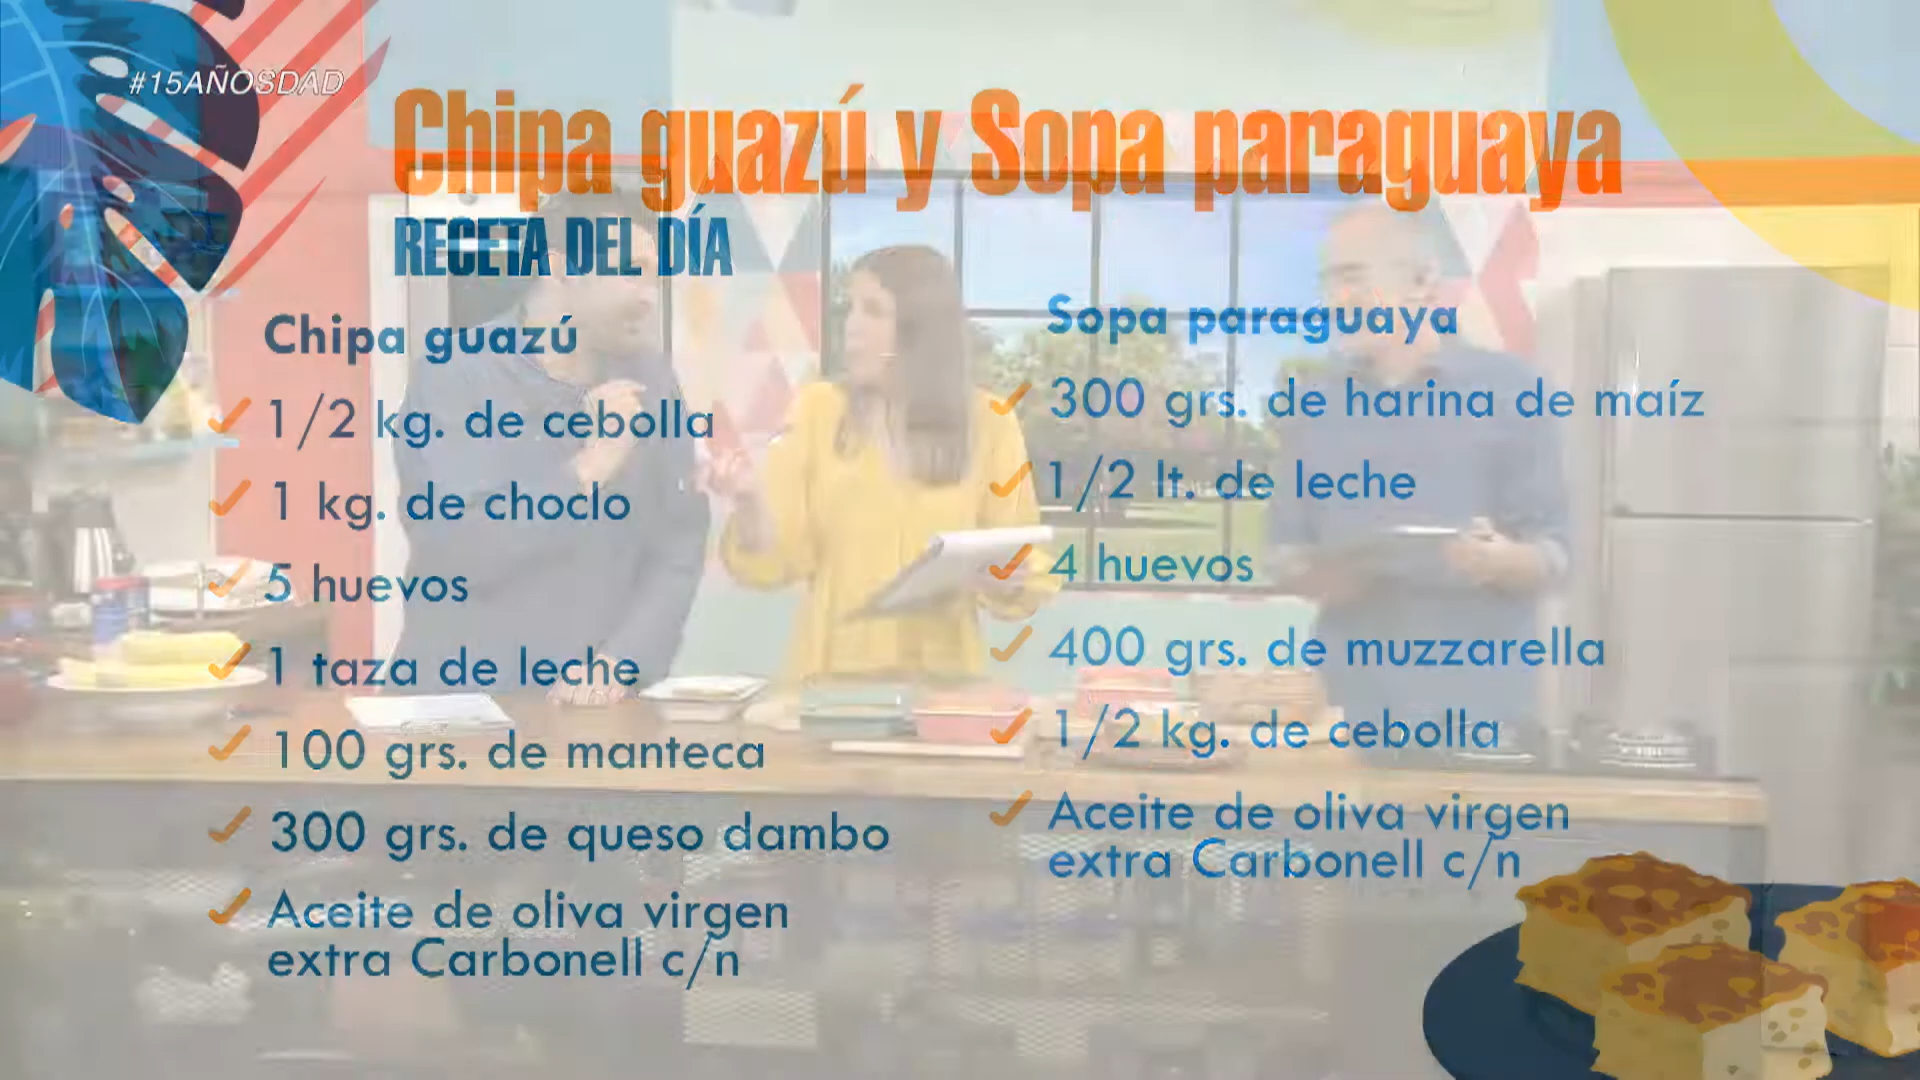 #15AÑOSDAD
Chipa guazú y Sopa paraguaya
RECETA DEL DÍA
Chipa guazú
1/2 kg. de cebolla
1 kg. de choclo
5 huevos
1 taza de leche
100 grs. de manteca
300 grs. de queso dambo
Aceite de oliva virgen
extra Carbonell c/n
Sopa paraguaya
300 grs. de harina de maíz
1/2 lt. de leche
4 huevos
400 grs. de muzzarella
1/2 kg. de cebolla
Aceite de oliva virgen
extra Carbonell c/n